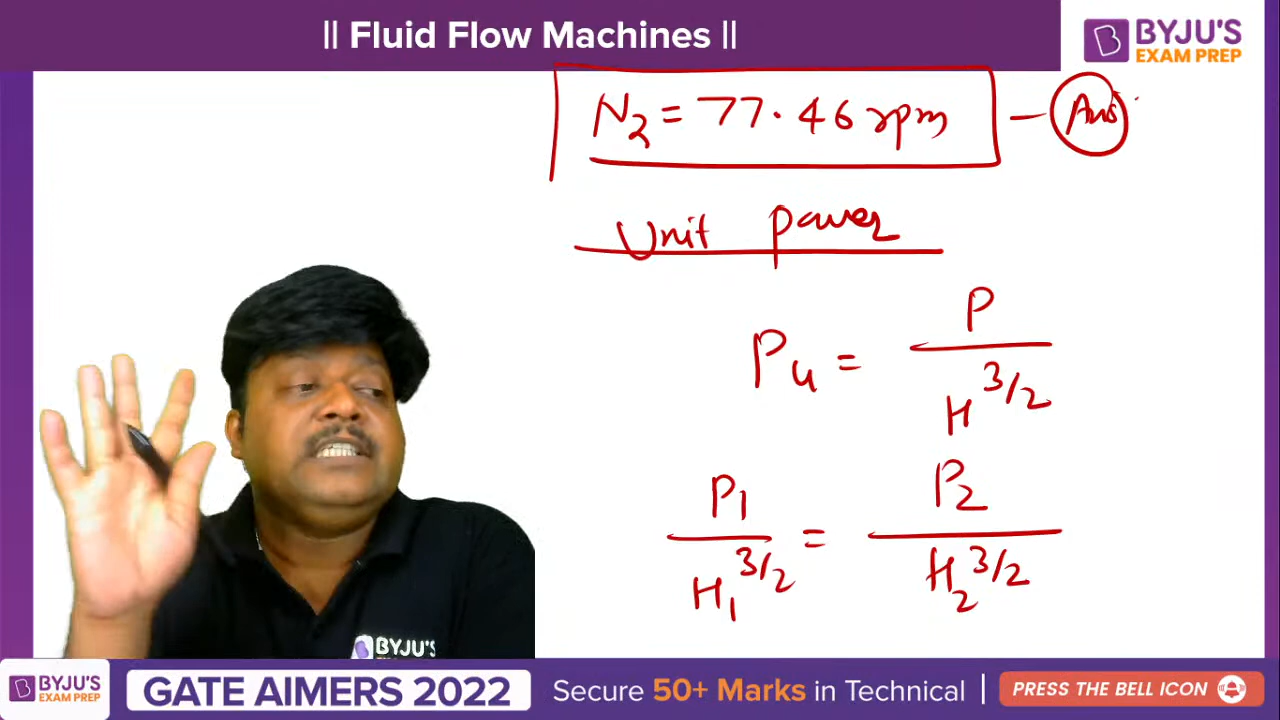 || Fluid Flow Machines ||
BYJU'S
EXAM PREP
N₂ = 77.46 rpm — Ans
Unit power
Pu = P / H^3/2
P1 / H1^3/2 = P2 / H2^3/2
BYJU'S
EXAM PREP
BYJU'S
EXAM PREP
GATE AIMERS 2022
Secure 50+ Marks in Technical
PRESS THE BELL ICON